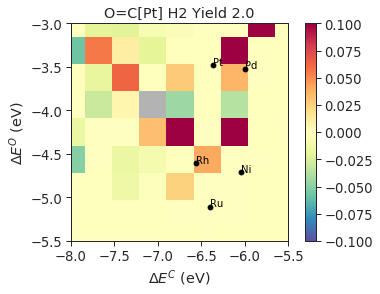 O=C[Pt] H2 Yield 2.0
−3.0
−3.5
−4.0
−4.5
−5.0
−5.5
ΔE^O (eV)
−8.0 −7.5 −7.0 −6.5 −6.0 −5.5
ΔE^C (eV)
Pt
Pd
Rh
Ni
Ru
0.100
0.075
0.050
0.025
0.000
−0.025
−0.050
−0.075
−0.100